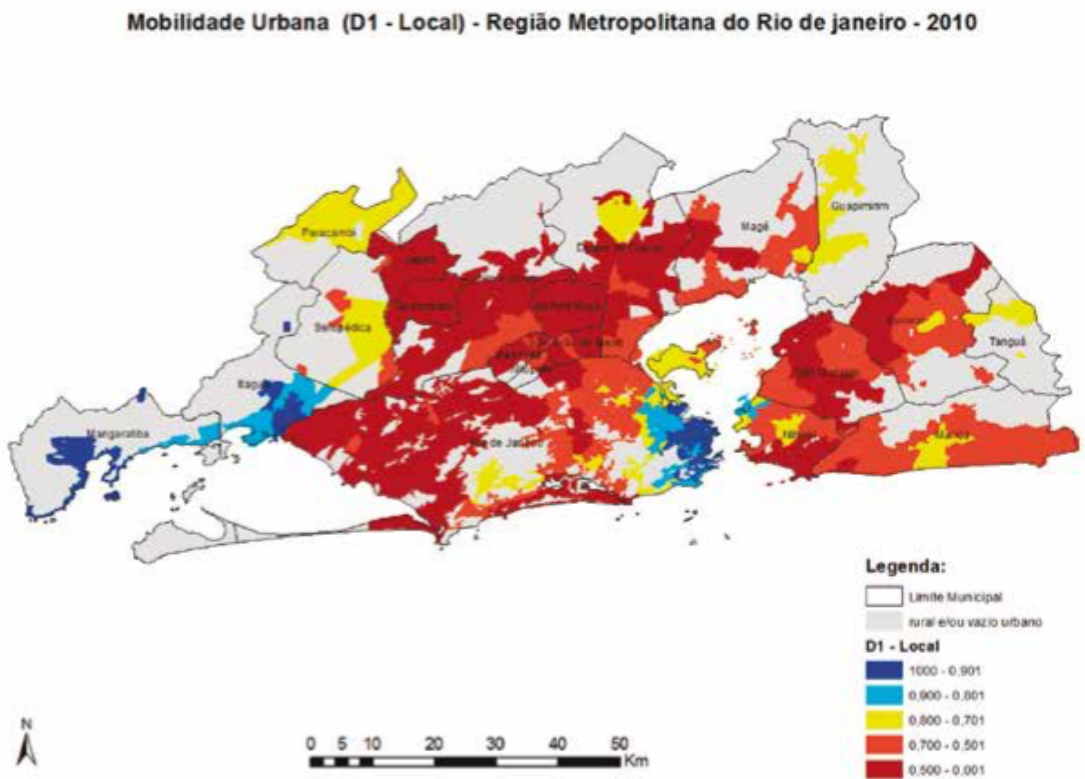 Mobilidade Urbana (D1 - Local) - Região Metropolitana do Rio de janeiro - 2010
Guapimirim
Magé
Paracambi
Japeri
Seropédica
Tanguá
Itaguaí
Mangaratiba
Rio de Janeiro
Niterói
Maricá
Legenda:
Limite Municipal
rural e/ou vazio urbano
D1 - Local
1000 - 0,901
0,900 - 0,801
0,800 - 0,701
0,700 - 0,501
0,500 - 0,001
N
0 5 10 20 30 40 50
Km